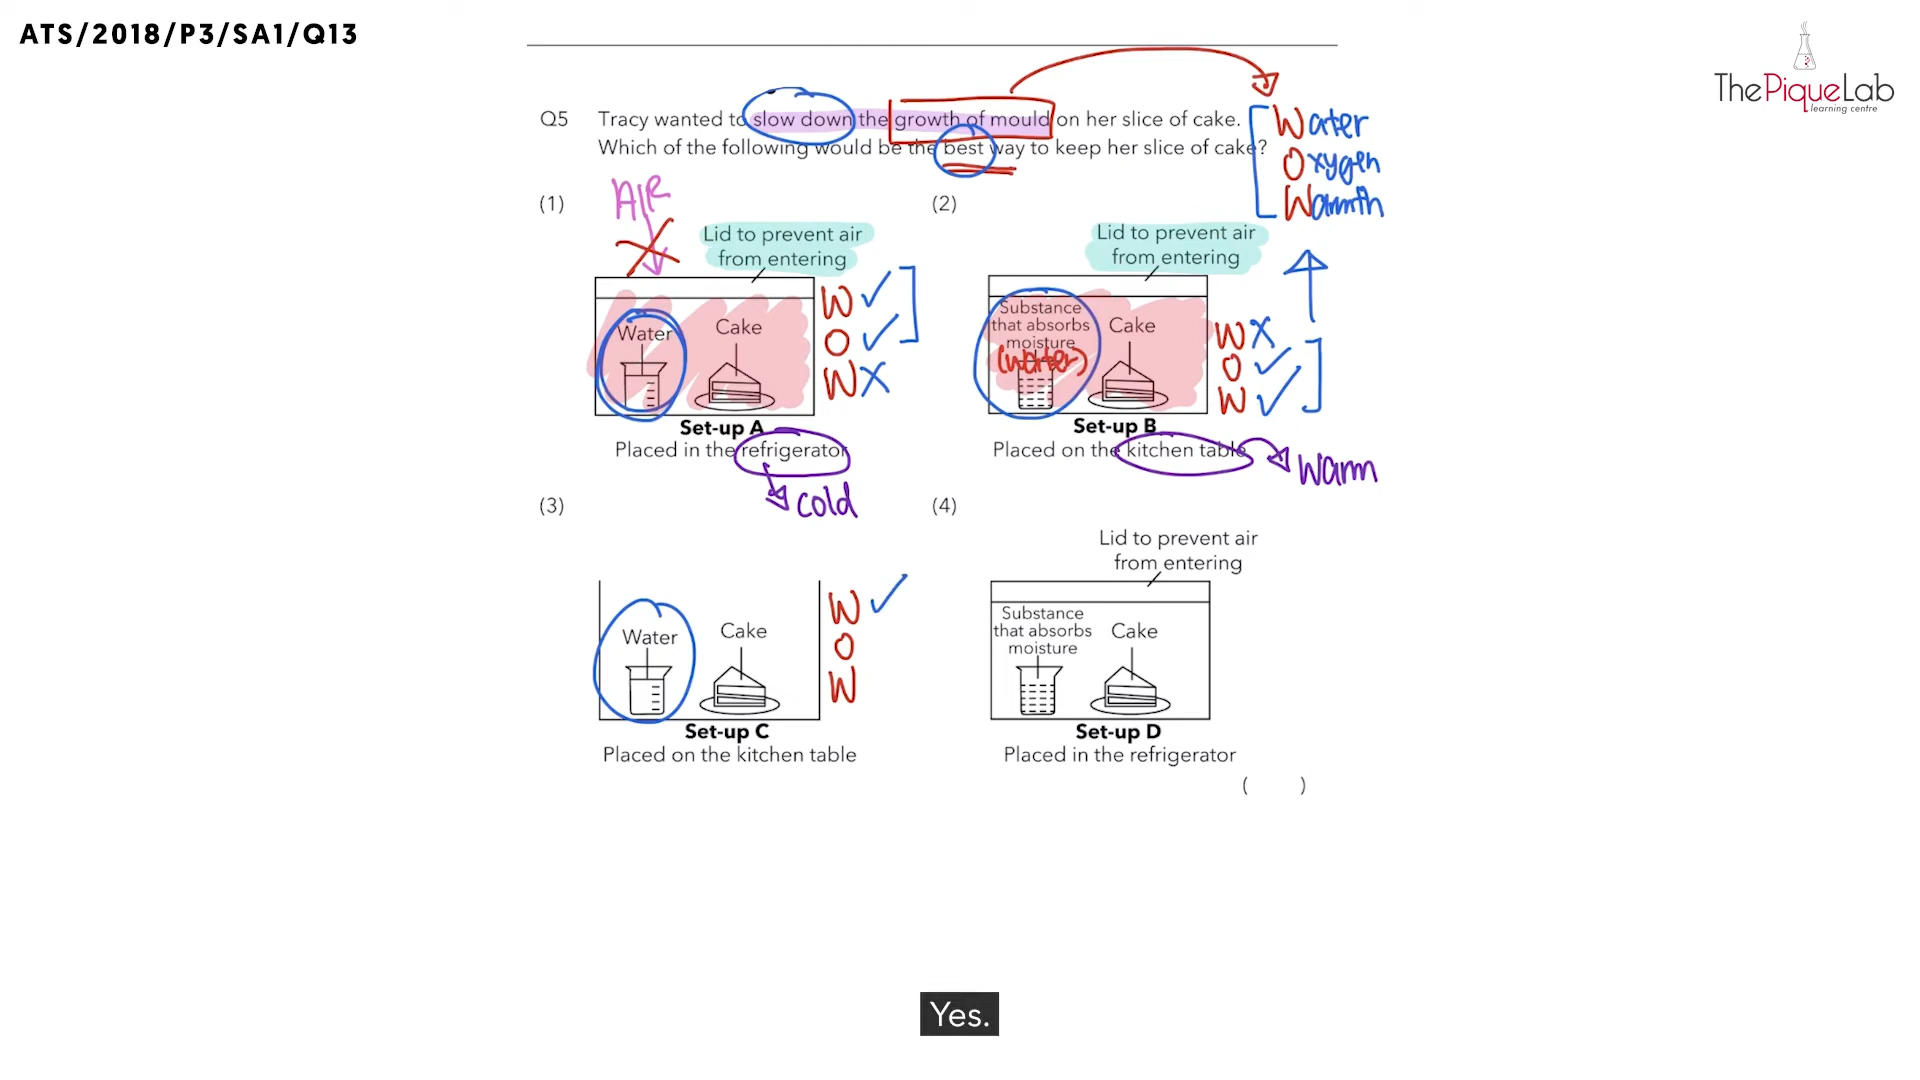 ATS/2018/P3/SA1/Q13
ThePiqueLab
learning centre
Q5 Tracy wanted to slow down the growth of mould on her slice of cake.
Which of the following would be the best way to keep her slice of cake?
Water
Oxygen
Warmth
(1)
AIR
Lid to prevent air
from entering
Water
Cake
W ✓
O ✓
W X
Set-up A
Placed in the refrigerator
cold
(2)
Lid to prevent air
from entering
Substance
that absorbs
moisture
(water)
Cake
W X
O ✓
W ✓
Set-up B
Placed on the kitchen table
Warm
(3)
Water
Cake
W ✓
O
W
Set-up C
Placed on the kitchen table
(4)
Lid to prevent air
from entering
Substance
that absorbs
moisture
Cake
Set-up D
Placed in the refrigerator
( )
Yes.